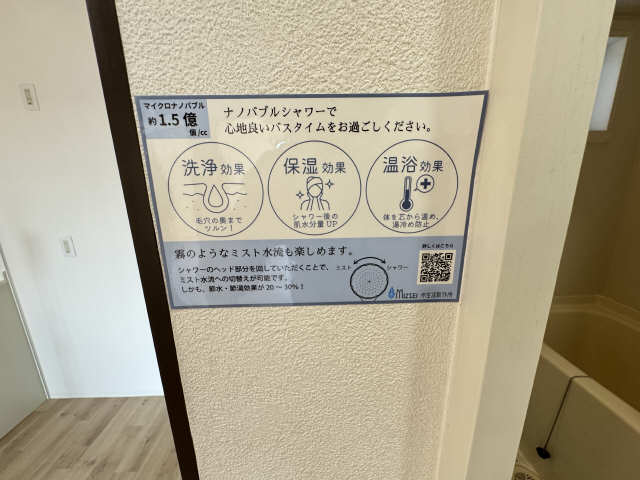 マイクロナノバブル
約1.5億
個/cc
ナノバブルシャワーで
心地良いバスタイムをお過ごしください。
洗浄効果
毛穴の奥まで
ツルン！
保湿効果
シャワー後の
肌水分量UP
温浴効果
体を芯から温め、
湯冷め防止
霧のようなミスト水流も楽しめます。
シャワーのヘッド部分を回していただくことで、
ミスト水流への切替えが可能です。
しかも、節水・節湯効果が20～30%！
ミスト
シャワー
詳しくはこちら
Mizsei 水生活製作所